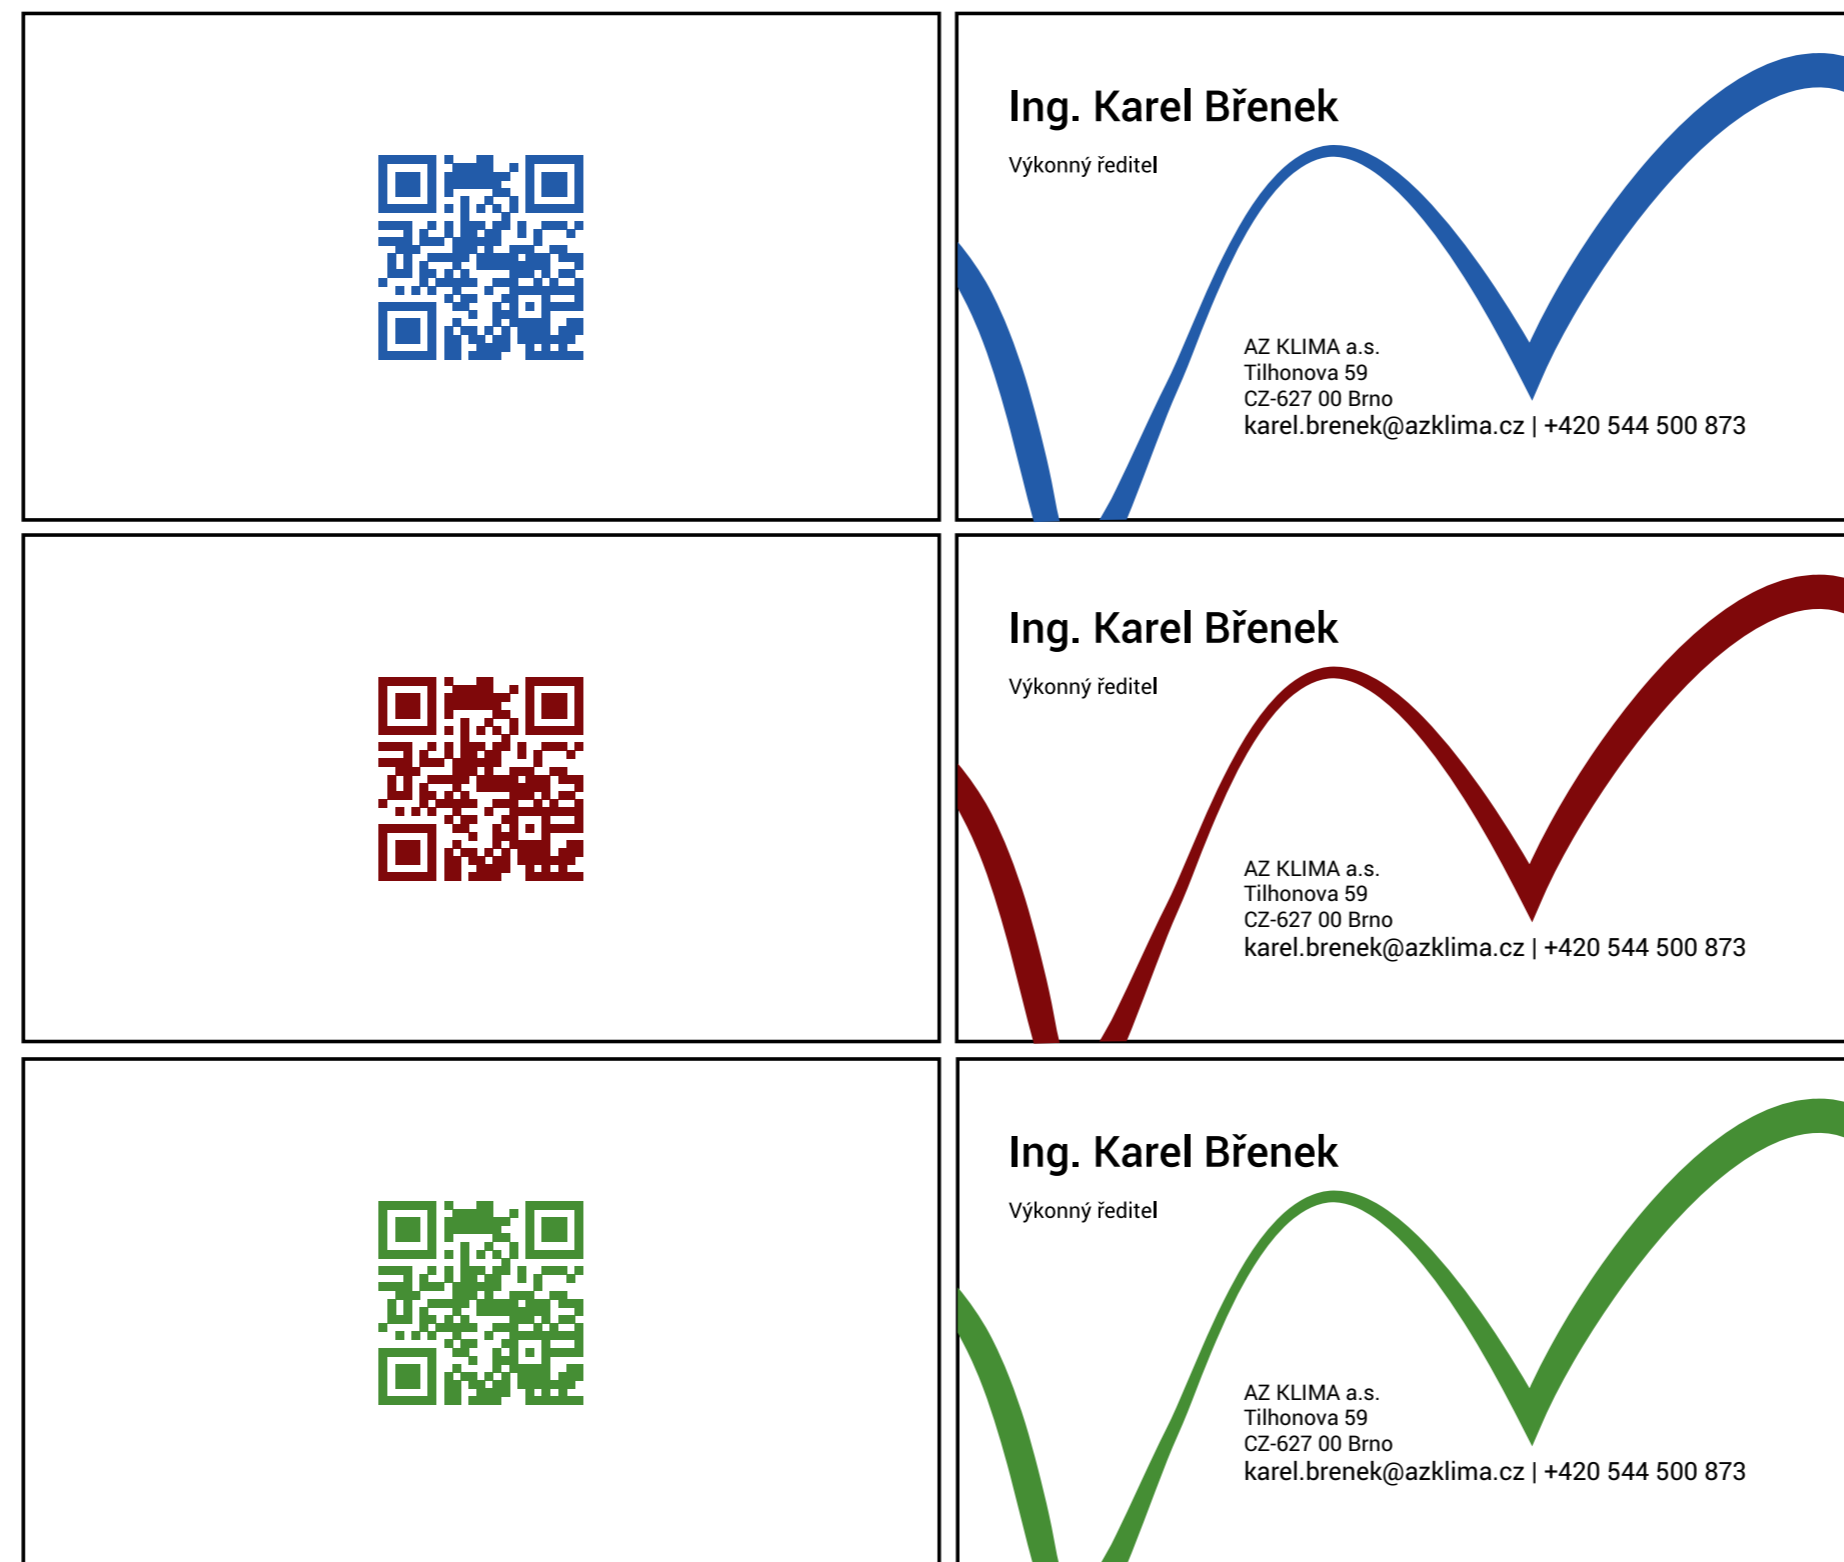 Ing. Karel Břenek
Výkonný ředitel
AZ KLIMA a.s.
Tilhonova 59
CZ-627 00 Brno
karel.brenek@azklima.cz | +420 544 500 873
Ing. Karel Břenek
Výkonný ředitel
AZ KLIMA a.s.
Tilhonova 59
CZ-627 00 Brno
karel.brenek@azklima.cz | +420 544 500 873
Ing. Karel Břenek
Výkonný ředitel
AZ KLIMA a.s.
Tilhonova 59
CZ-627 00 Brno
karel.brenek@azklima.cz | +420 544 500 873